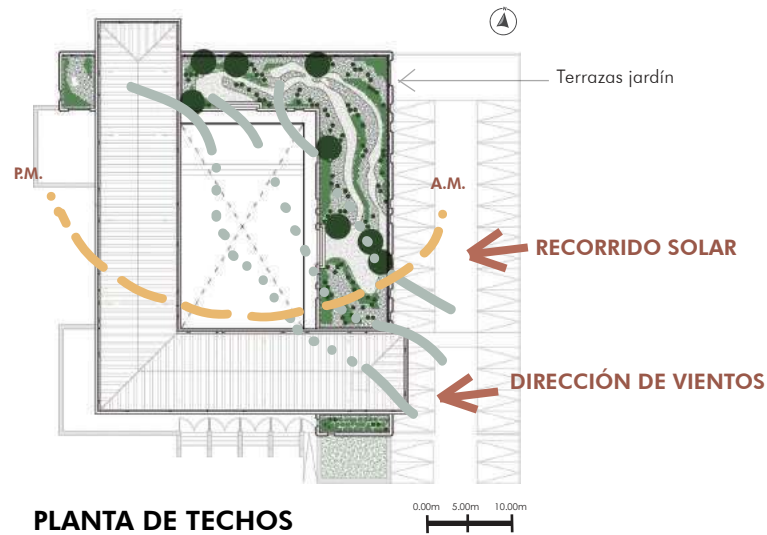 N
Terrazas jardín
P.M.
A.M.
RECORRIDO SOLAR
DIRECCIÓN DE VIENTOS
PLANTA DE TECHOS
0.00m 5.00m 10.00m